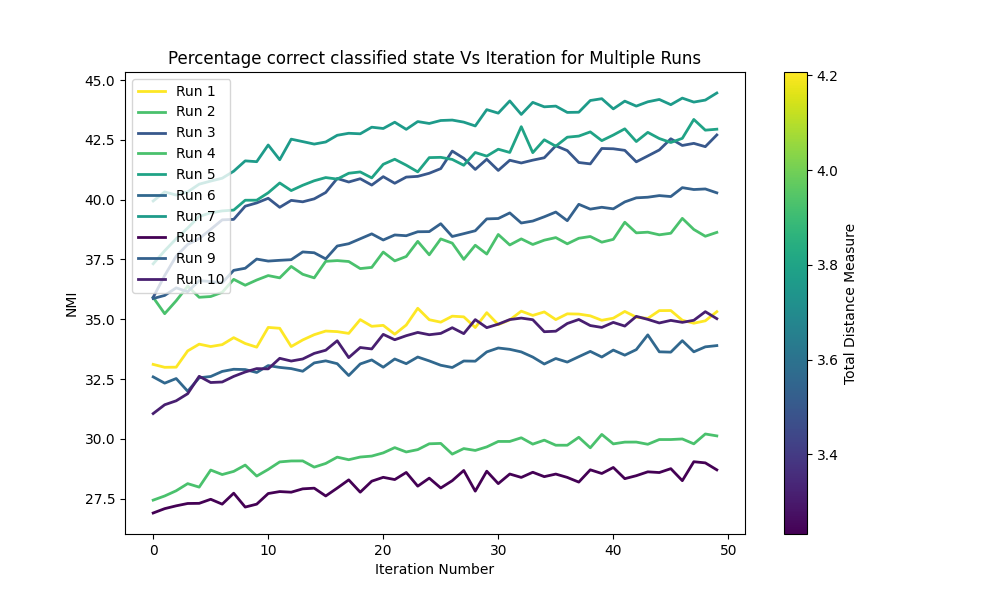 Percentage correct classified state Vs Iteration for Multiple Runs
45.0
42.5
40.0
37.5
35.0
32.5
30.0
27.5
NMI
Run 1
Run 2
Run 3
Run 4
Run 5
Run 6
Run 7
Run 8
Run 9
Run 10
0
10
20
30
40
50
Iteration Number
4.2
4.0
3.8
3.6
3.4
Total Distance Measure